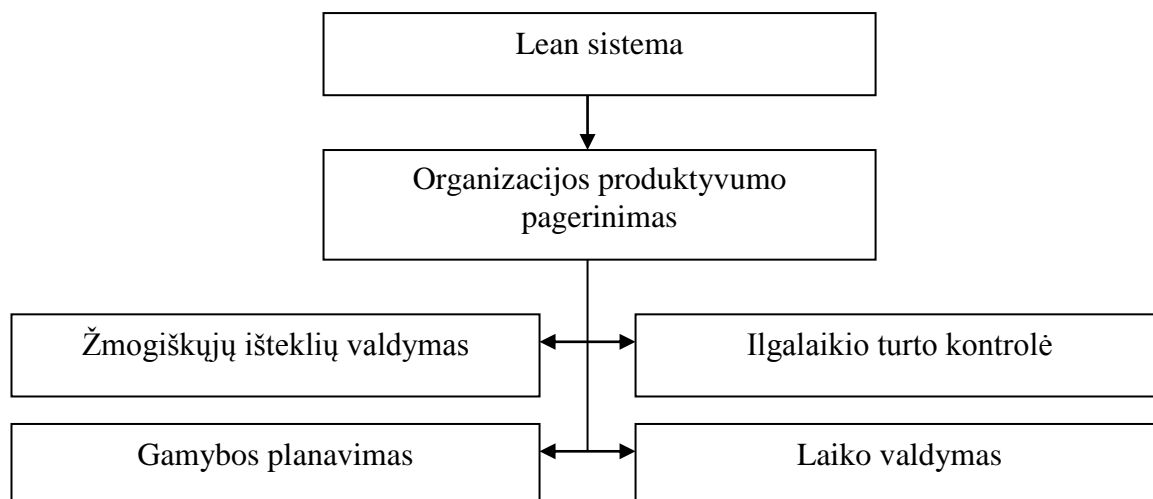 Lean sistema
Organizacijos produktyvumo
pagerinimas
Žmogiškųjų išteklių valdymas
Ilgalaikio turto kontrolė
Gamybos planavimas
Laiko valdymas